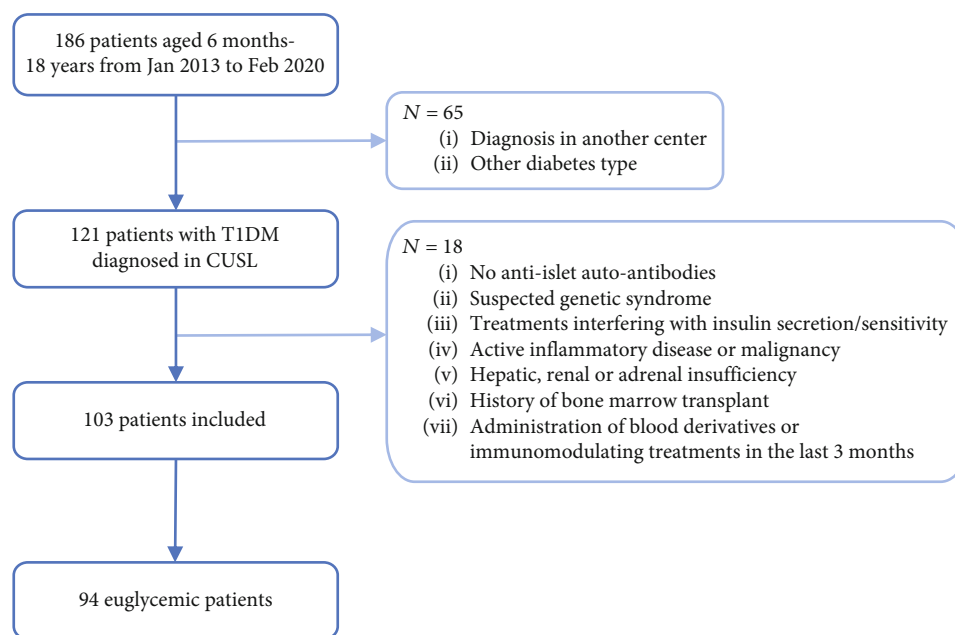 186 patients aged 6 months-
18 years from Jan 2013 to Feb 2020
N = 65
(i) Diagnosis in another center
(ii) Other diabetes type
121 patients with T1DM
diagnosed in CUSL
N = 18
(i) No anti-islet auto-antibodies
(ii) Suspected genetic syndrome
(iii) Treatments interfering with insulin secretion/sensitivity
(iv) Active inflammatory disease or malignancy
(v) Hepatic, renal or adrenal insufficiency
(vi) History of bone marrow transplant
(vii) Administration of blood derivatives or
immunomodulating treatments in the last 3 months
103 patients included
94 euglycemic patients